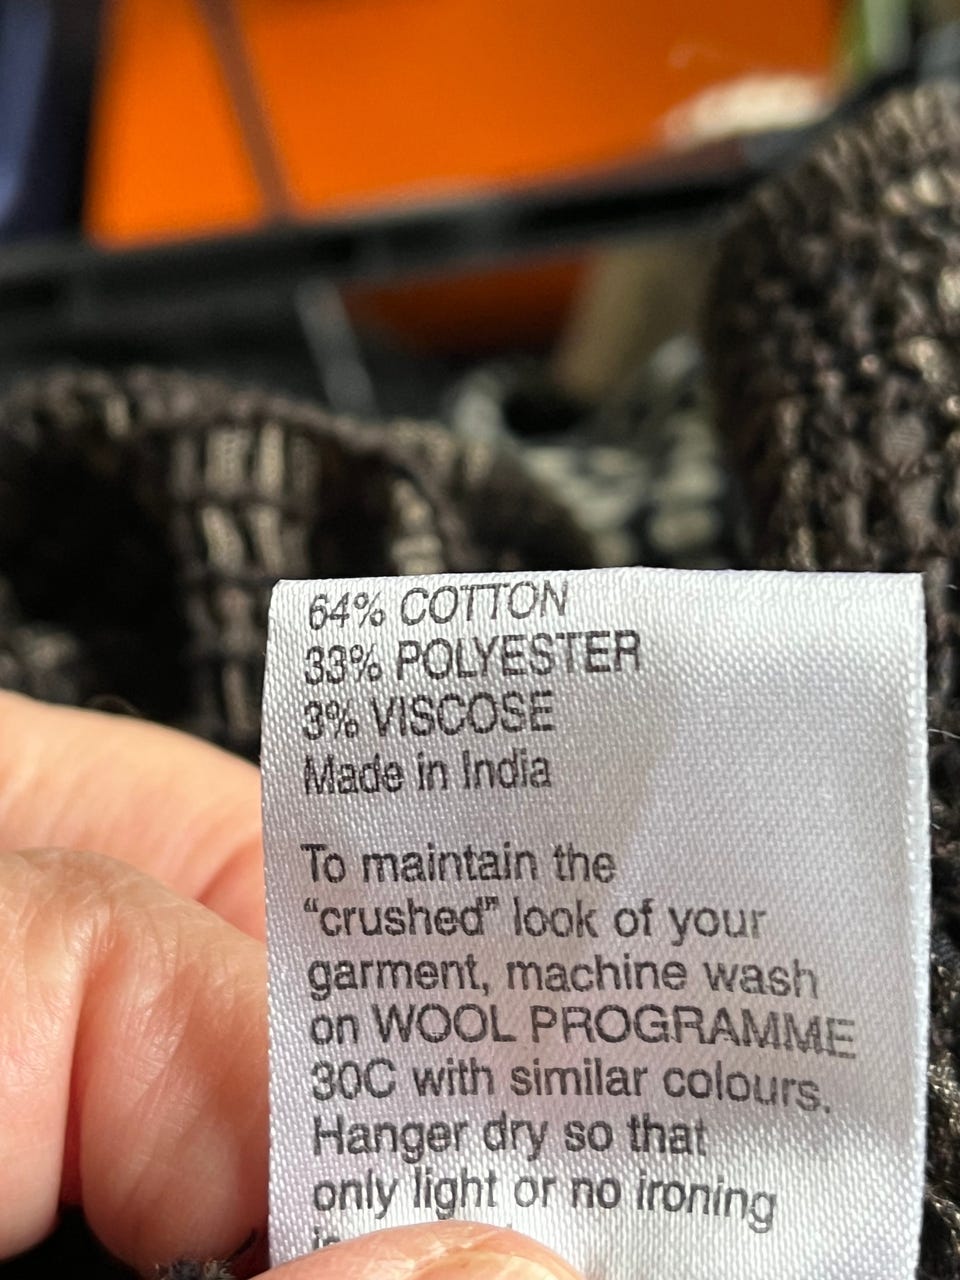 64% COTTON
33% POLYESTER
3% VISCOSE
Made in India
To maintain the
“crushed” look of your
garment, machine wash
on WOOL PROGRAMME
30C with similar colours.
Hanger dry so that
only light or no ironing